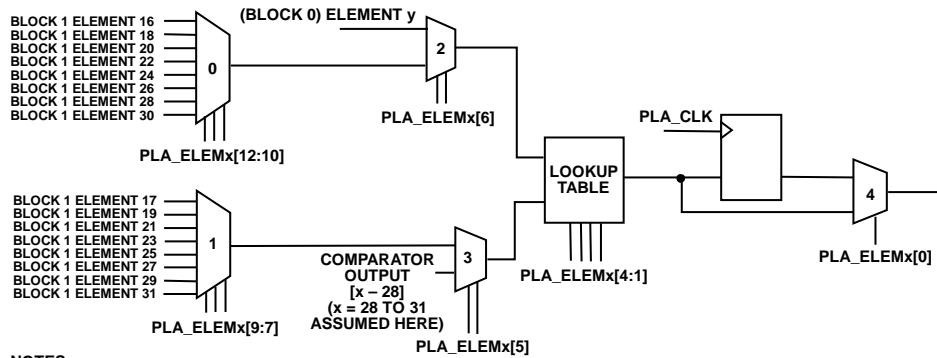 (BLOCK 0) ELEMENT y
BLOCK 1 ELEMENT 16
BLOCK 1 ELEMENT 18
BLOCK 1 ELEMENT 20
BLOCK 1 ELEMENT 22
BLOCK 1 ELEMENT 24
BLOCK 1 ELEMENT 26
BLOCK 1 ELEMENT 28
BLOCK 1 ELEMENT 30
0
2
PLA_ELEMx[12:10]
PLA_ELEMx[6]
PLA_CLK
LOOKUP
TABLE
4
PLA_ELEMx[4:1]
PLA_ELEMx[0]
BLOCK 1 ELEMENT 17
BLOCK 1 ELEMENT 19
BLOCK 1 ELEMENT 21
BLOCK 1 ELEMENT 23
BLOCK 1 ELEMENT 25
BLOCK 1 ELEMENT 27
BLOCK 1 ELEMENT 29
BLOCK 1 ELEMENT 31
1
3
COMPARATOR
OUTPUT
[x – 28]
(x = 28 TO 31
ASSUMED HERE)
PLA_ELEMx[9:7]
PLA_ELEMx[5]